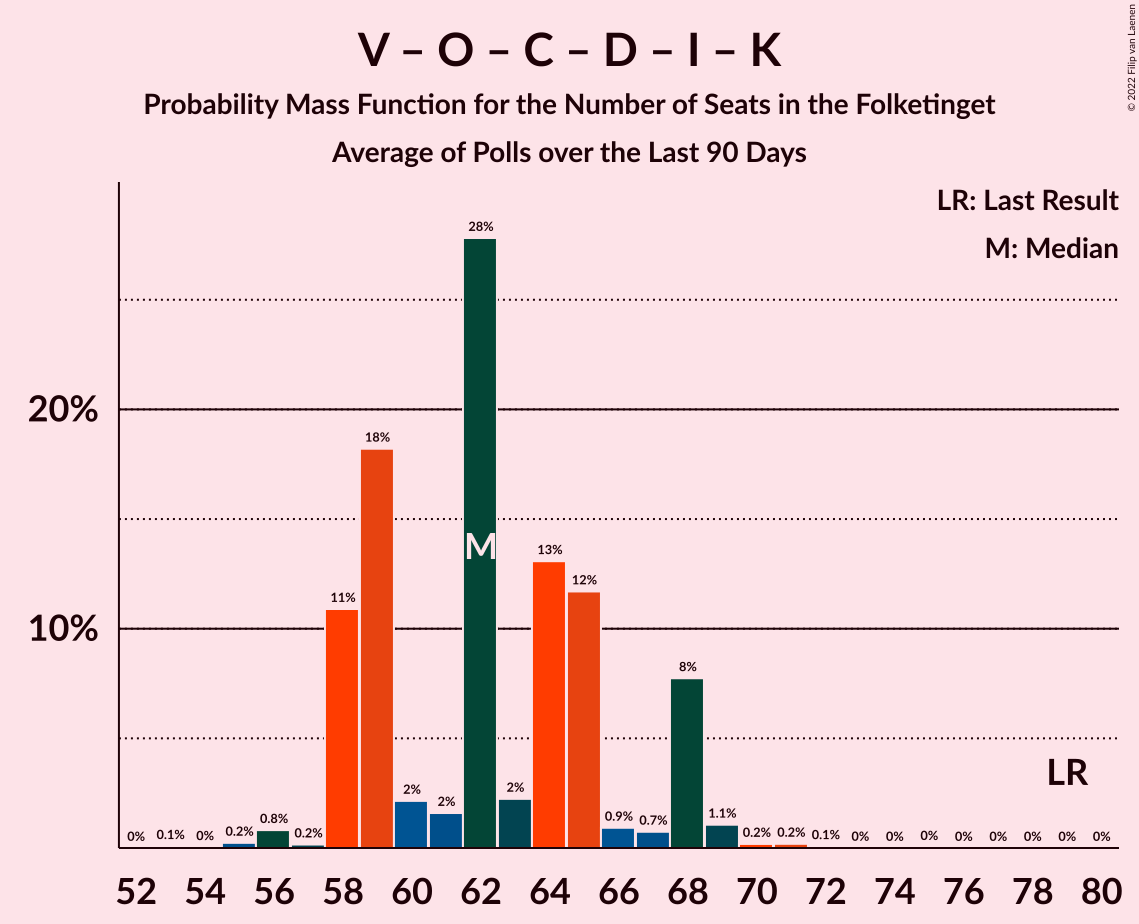 V – O – C – D – I – K
Probability Mass Function for the Number of Seats in the Folketinget
Average of Polls over the Last 90 Days
© 2022 Filip van Laenen
LR: Last Result
M: Median
20%
10%
0% 0.1% 0% 0.2% 0.8% 0.2% 11% 18% 2% 2% 28% 2% 13% 12% 0.9% 0.7% 8% 1.1% 0.2% 0.2% 0.1% 0% 0% 0% 0% 0% 0% 0% 0%
M
LR
52 54 56 58 60 62 64 66 68 70 72 74 76 78 80